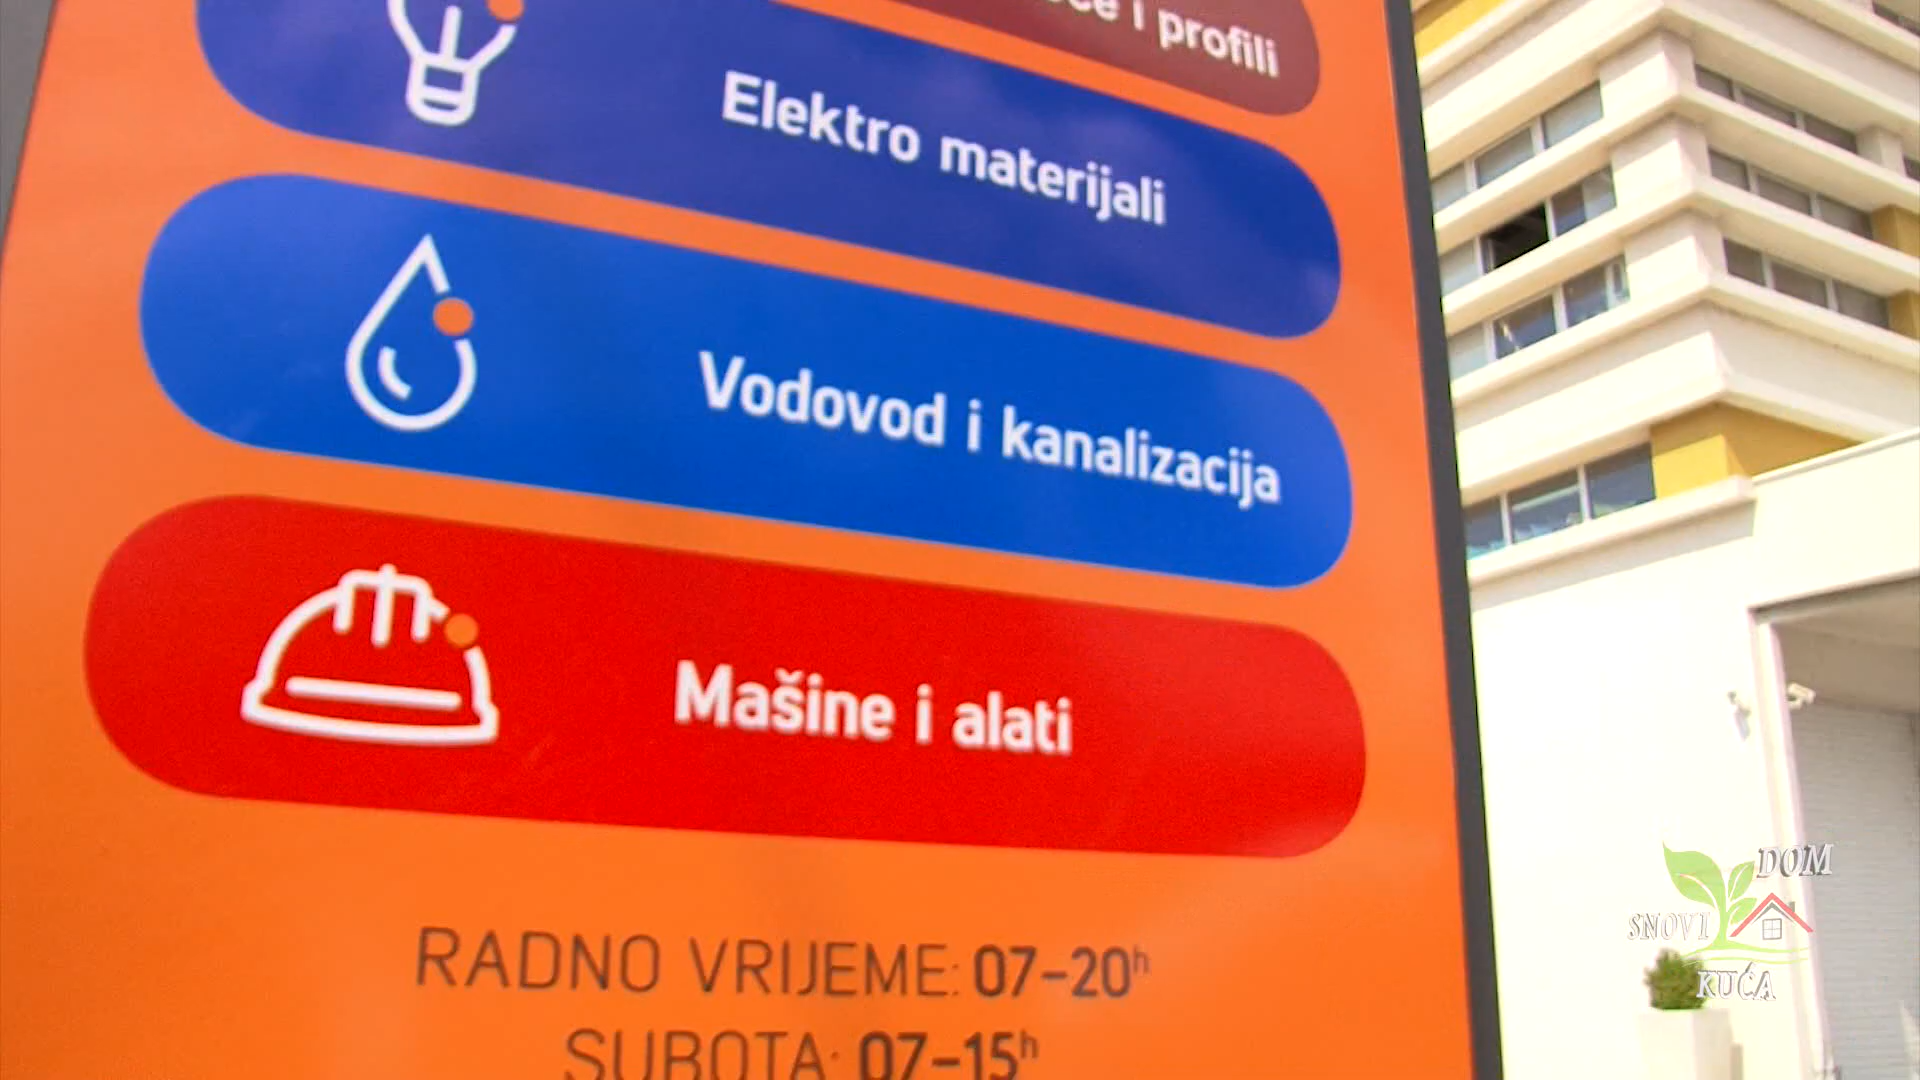 i profili
Elektro materijali
Vodovod i kanalizacija
Mašine i alati
RADNO VRIJEME: 07-20h
SUBOTA: 07-15h
DOM
SNOVI
KUĆA